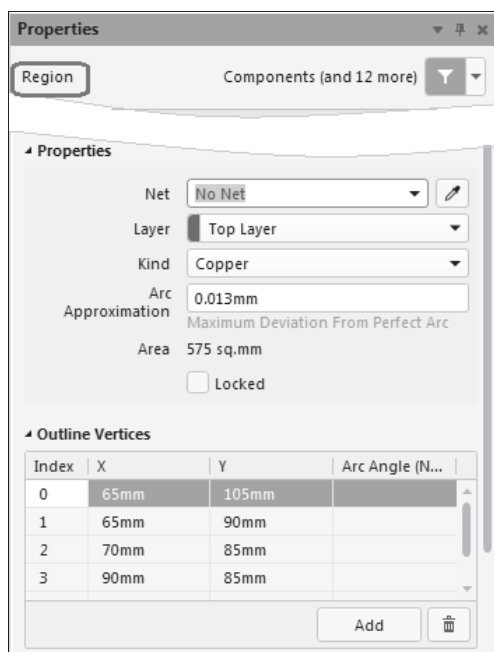 Properties
Region Components (and 12 more)
Properties
Net No Net
Layer Top Layer
Kind Copper
Arc
Approximation 0.013mm
Maximum Deviation From Perfect Arc
Area 575 sq.mm
Locked
Outline Vertices
Index X Y Arc Angle (N...
0 65mm 105mm
1 65mm 90mm
2 70mm 85mm
3 90mm 85mm
Add